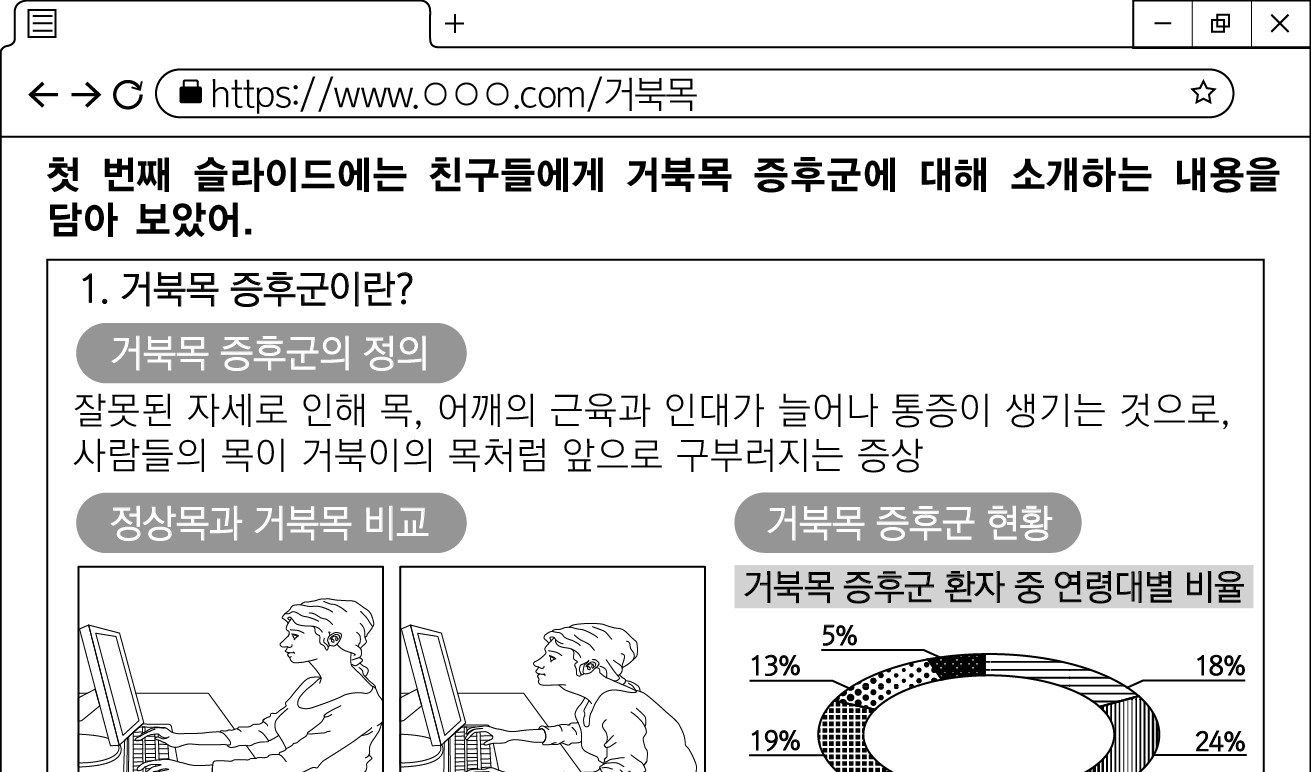 https://www.○○○.com/거북목
첫 번째 슬라이드에는 친구들에게 거북목 증후군에 대해 소개하는 내용을
담아 보았어.
1. 거북목 증후군이란?
거북목 증후군의 정의
잘못된 자세로 인해 목, 어깨의 근육과 인대가 늘어나 통증이 생기는 것으로,
사람들의 목이 거북이의 목처럼 앞으로 구부러지는 증상
정상목과 거북목 비교
거북목 증후군 현황
거북목 증후군 환자 중 연령대별 비율
5%
13%
18%
19%
24%